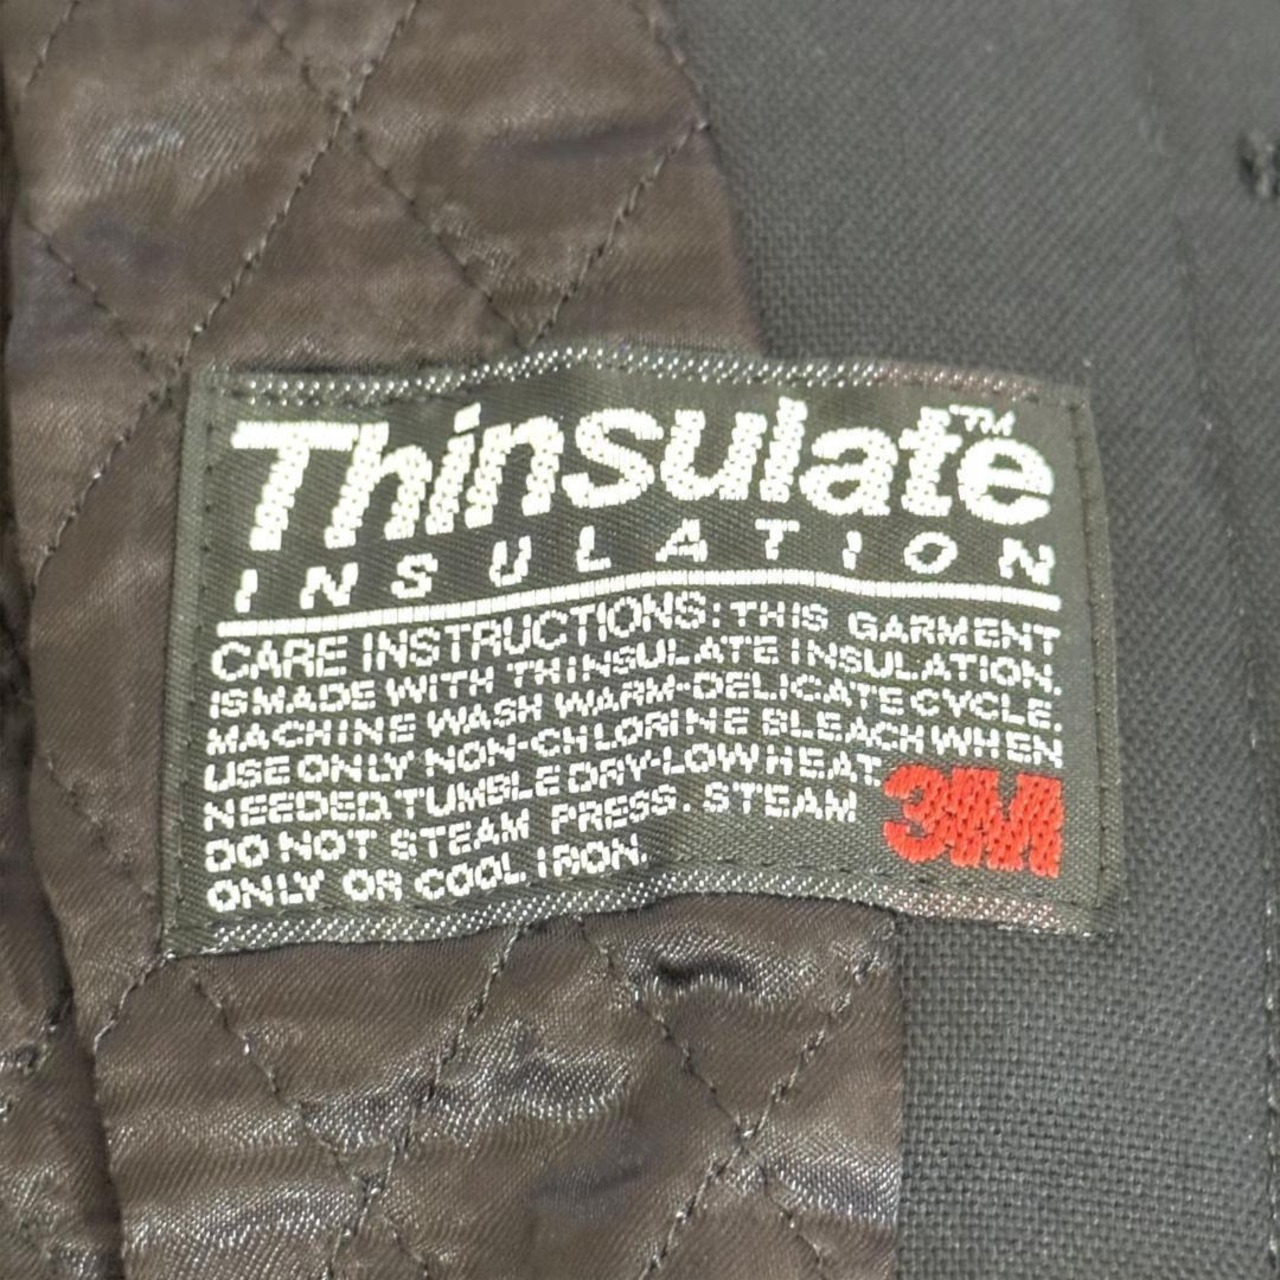 Thinsulate™
INSULATION
CARE INSTRUCTIONS: THIS GARMENT
IS MADE WITH THINSULATE INSULATION.
MACHINE WASH WARM-DELICATE CYCLE.
USE ONLY NON-CHLORINE BLEACH WHEN
NEEDED. TUMBLE DRY-LOW HEAT.
DO NOT STEAM PRESS. STEAM
ONLY OR COOL IRON.
3M